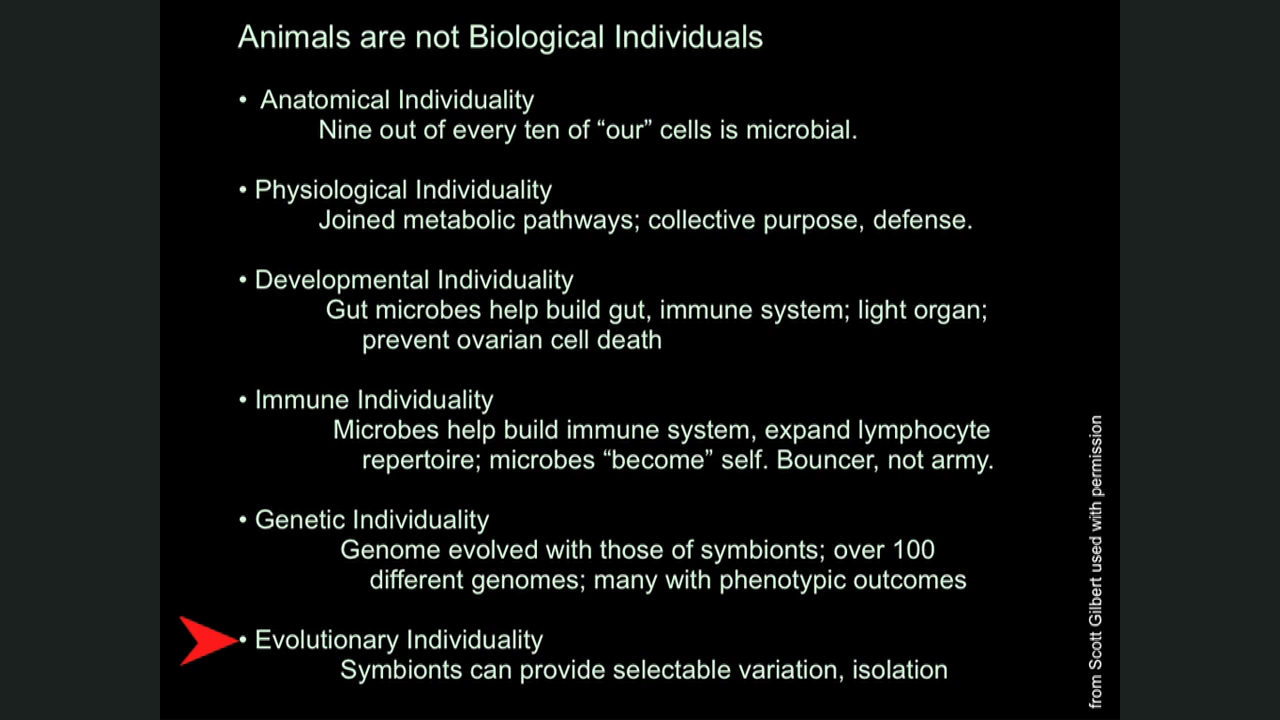 Animals are not Biological Individuals
• Anatomical Individuality
Nine out of every ten of “our” cells is microbial.
• Physiological Individuality
Joined metabolic pathways; collective purpose, defense.
• Developmental Individuality
Gut microbes help build gut, immune system; light organ;
prevent ovarian cell death
• Immune Individuality
Microbes help build immune system, expand lymphocyte
repertoire; microbes “become” self. Bouncer, not army.
• Genetic Individuality
Genome evolved with those of symbionts; over 100
different genomes; many with phenotypic outcomes
• Evolutionary Individuality
Symbionts can provide selectable variation, isolation
from Scott Gilbert used with permission